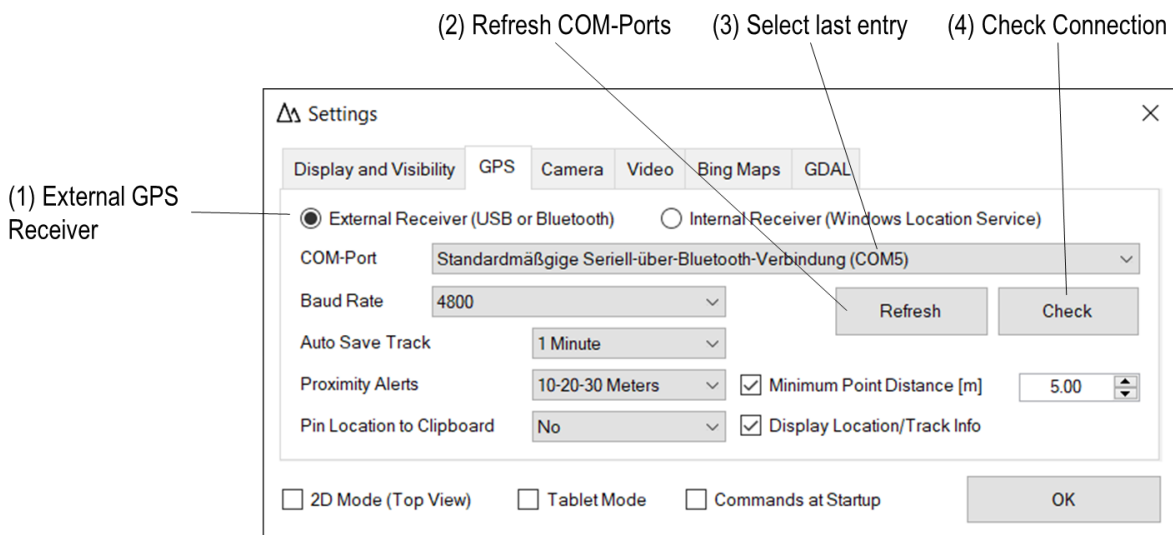 (2) Refresh COM-Ports (3) Select last entry (4) Check Connection
Settings
Display and Visibility GPS Camera Video Bing Maps GDAL
(1) External GPS
Receiver
External Receiver (USB or Bluetooth) Internal Receiver (Windows Location Service)
COM-Port Standardmäßgige Seriell-über-Bluetooth-Verbindung (COM5)
Baud Rate 4800 Refresh Check
Auto Save Track 1 Minute
Proximity Alerts 10-20-30 Meters Minimum Point Distance [m] 5.00
Pin Location to Clipboard No Display Location/Track Info
2D Mode (Top View) Tablet Mode Commands at Startup OK